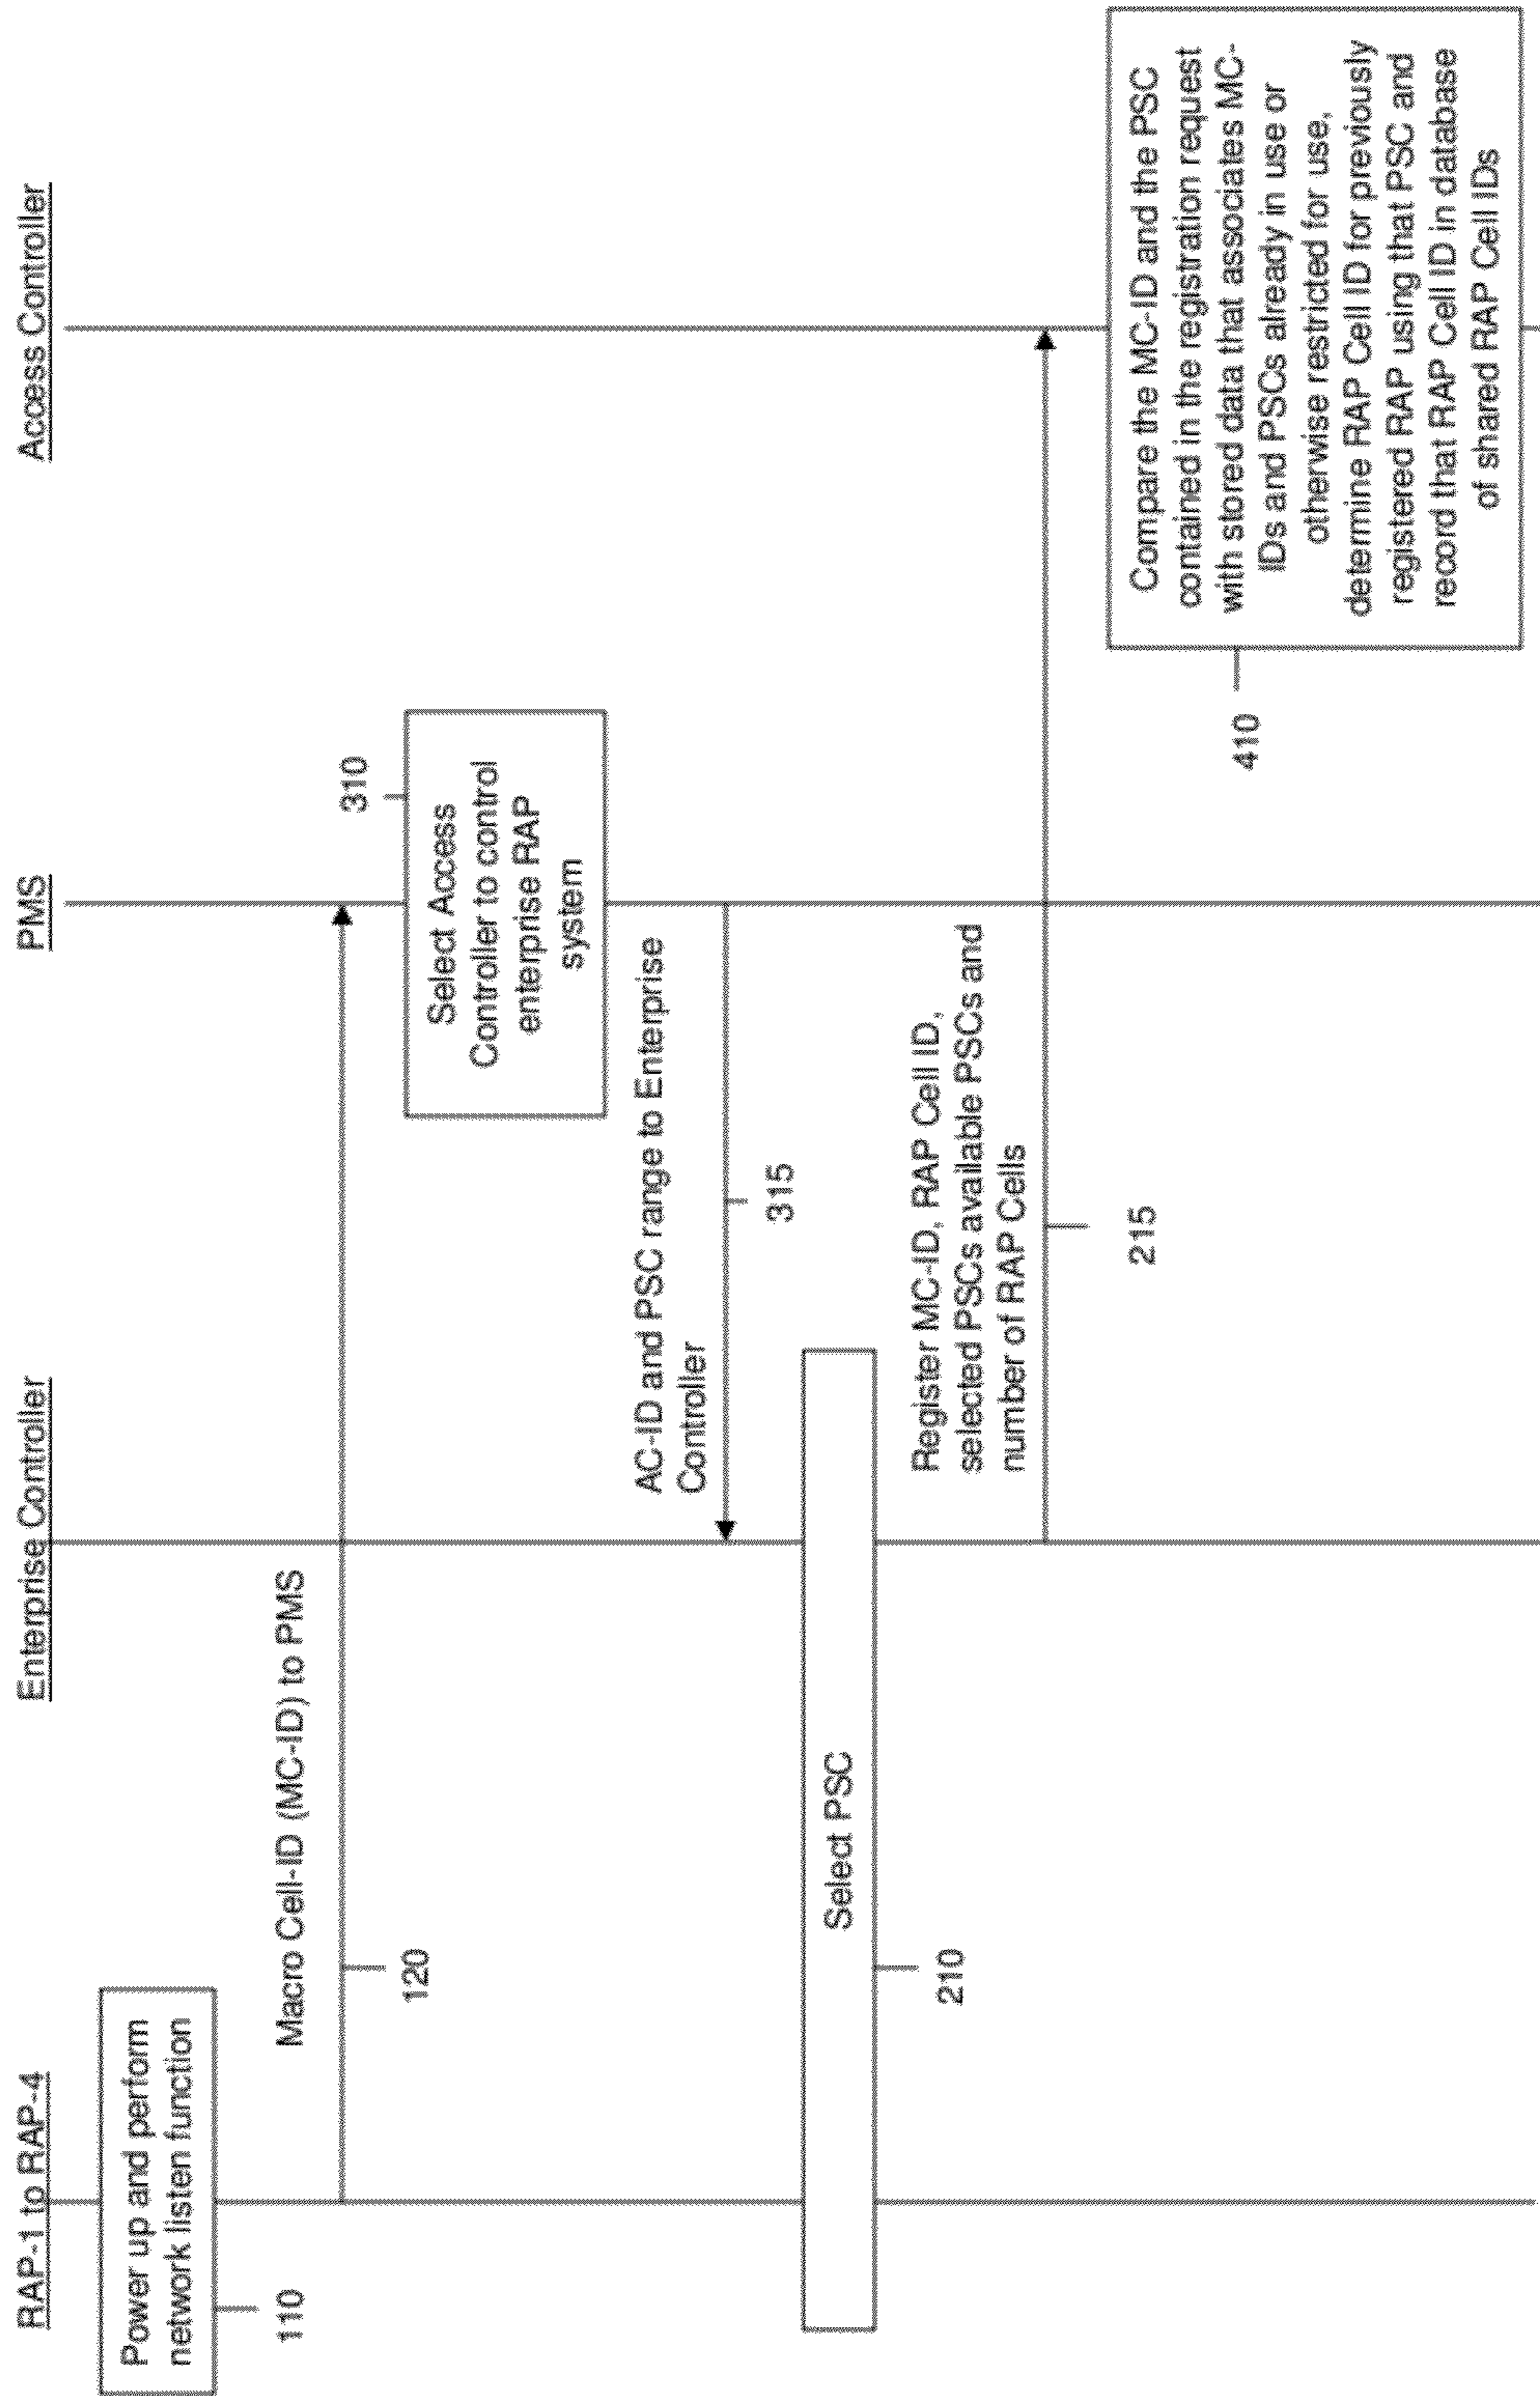 RAP-1 to RAP-4
Enterprise Controller
PMS
Access Controller
Power up and perform
network listen function
110
Macro Cell-ID (MC-ID) to PMS
120
310
Select Access
Controller to control
enterprise RAP
system
AC-ID and PSC range to Enterprise
Controller
315
Select PSC
210
Register MC-ID, RAP Cell ID,
selected PSCs available PSCs and
number of RAP Cells
215
Compare the MC-ID and the PSC
contained in the registration request
with stored data that associates MC-
IDs and PSCs already in use or
otherwise restricted for use,
determine RAP Cell ID for previously
registered RAP using that PSC and
record that RAP Cell ID in database
of shared RAP Cell IDs
410